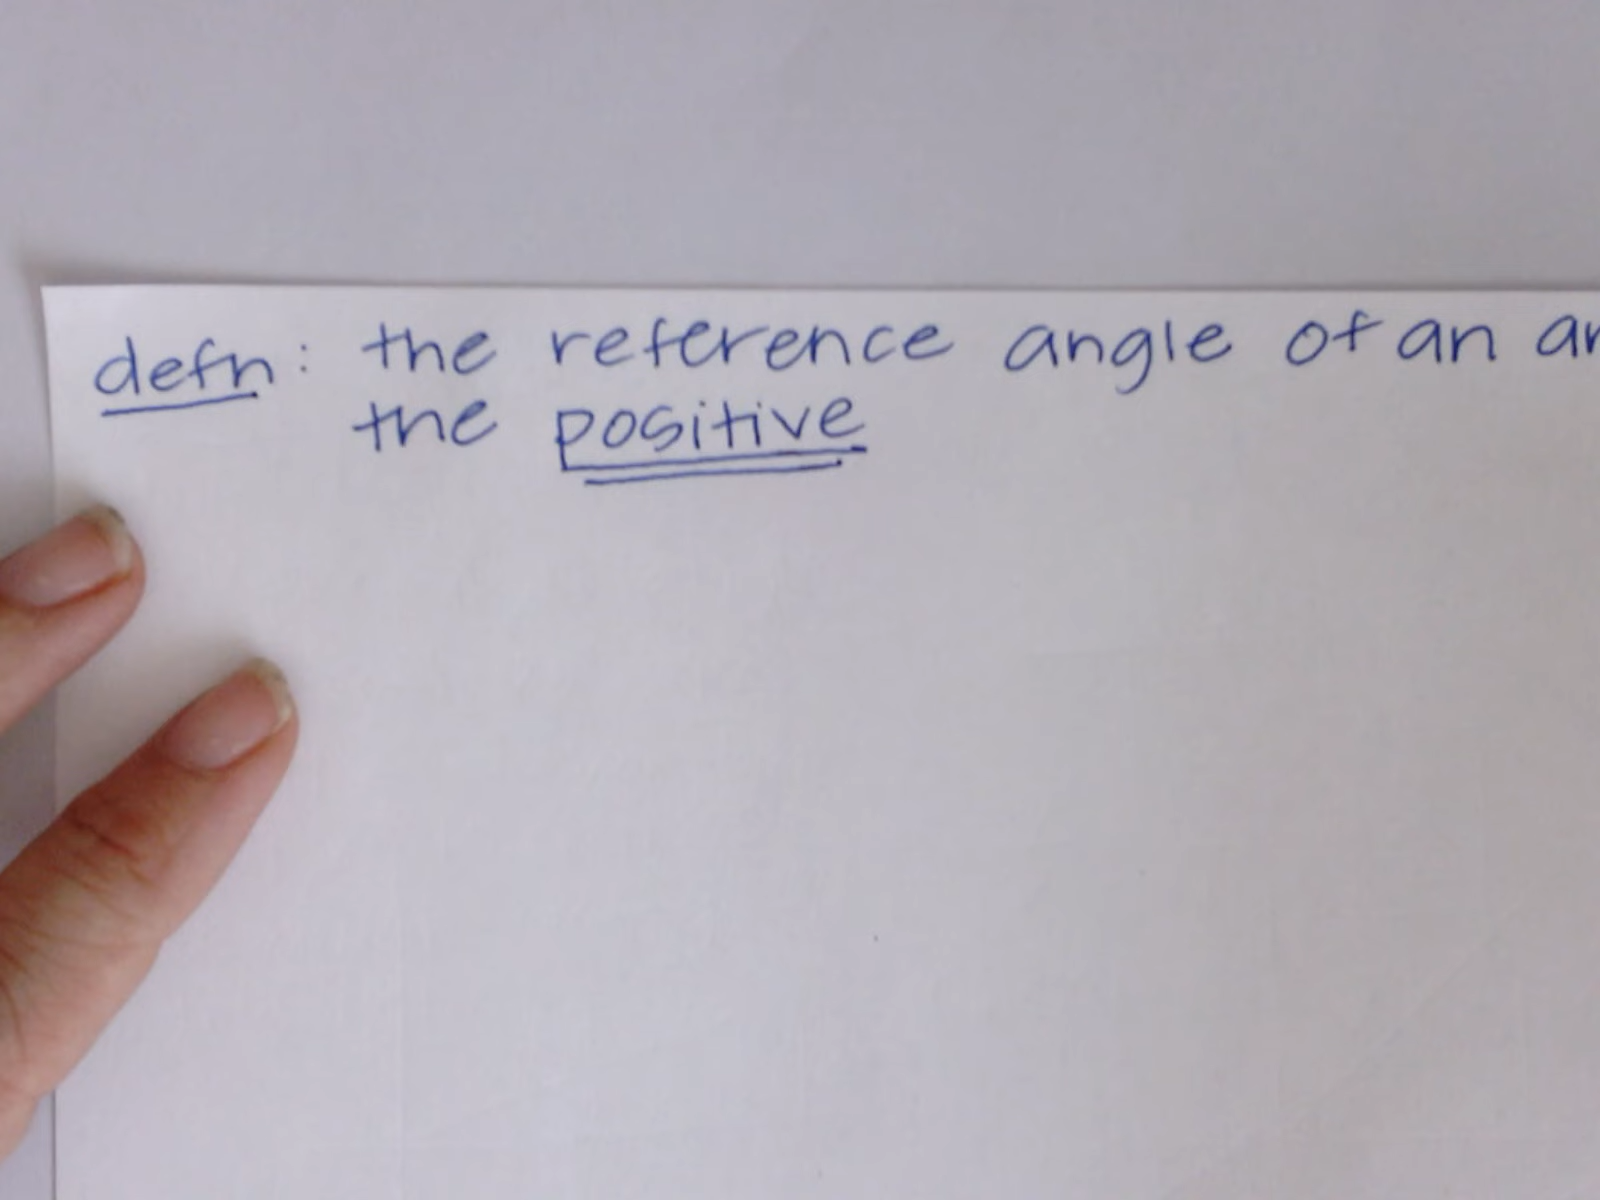 defn: the reference angle of an
the positive